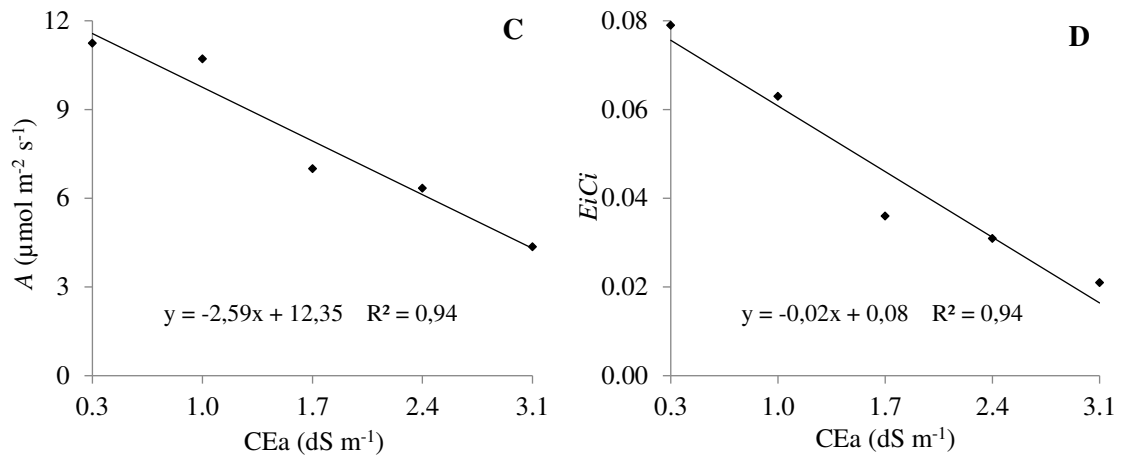 C
12
9
6
3
0
A (µmol m⁻² s⁻¹)
y = -2,59x + 12,35 R² = 0,94
0.3 1.0 1.7 2.4 3.1
CEa (dS m⁻¹)
D
0.08
0.06
0.04
0.02
0.00
EiCi
y = -0,02x + 0,08 R² = 0,94
0.3 1.0 1.7 2.4 3.1
CEa (dS m⁻¹)